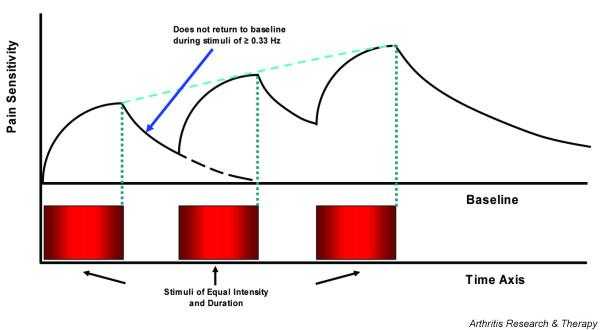 Does not return to baseline
during stimuli of ≥ 0.33 Hz
Pain Sensitivity
Baseline
Time Axis
Stimuli of Equal Intensity
and Duration
Arthritis Research & Therapy